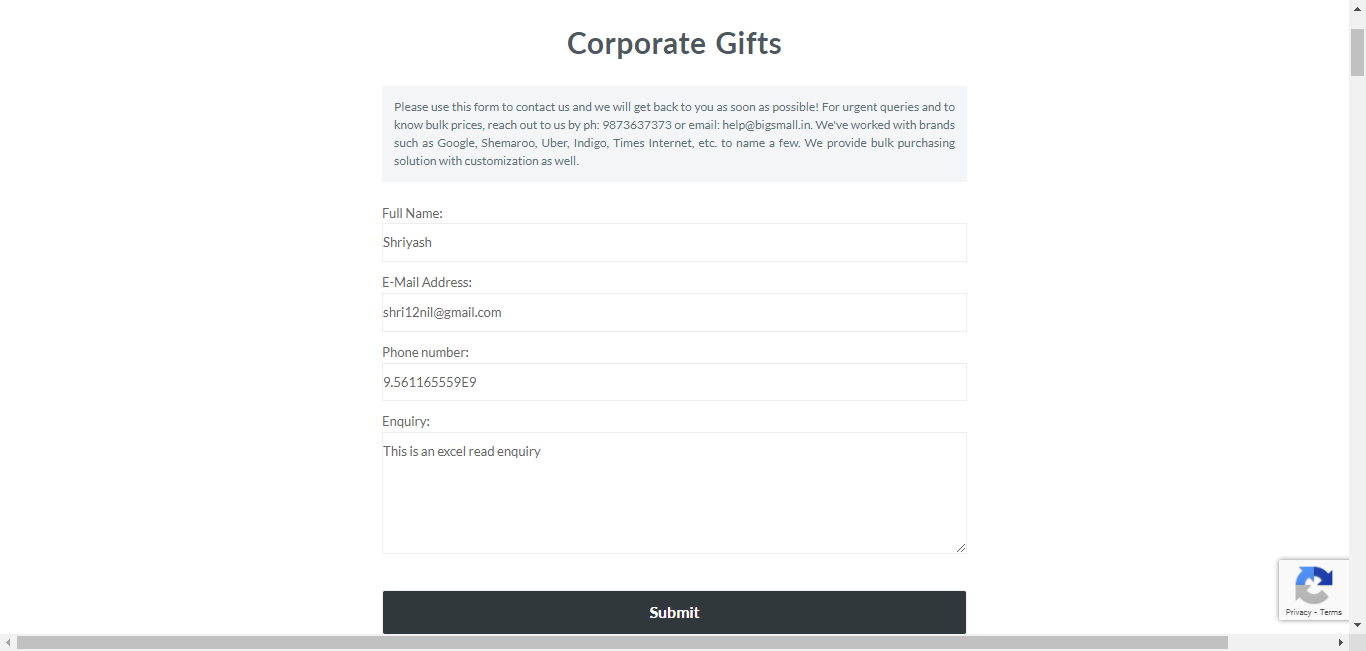 Corporate Gifts
Please use this form to contact us and we will get back to you as soon as possible! For urgent queries and to
know bulk prices, reach out to us by ph: 9873637373 or email: help@bigsmall.in. We've worked with brands
such as Google, Shemaroo, Uber, Indigo, Times Internet, etc. to name a few. We provide bulk purchasing
solution with customization as well.
Full Name:
Shriyash
E-Mail Address:
shri12nil@gmail.com
Phone number:
9.561165559E9
Enquiry:
This is an excel read enquiry
Submit
Privacy - Terms